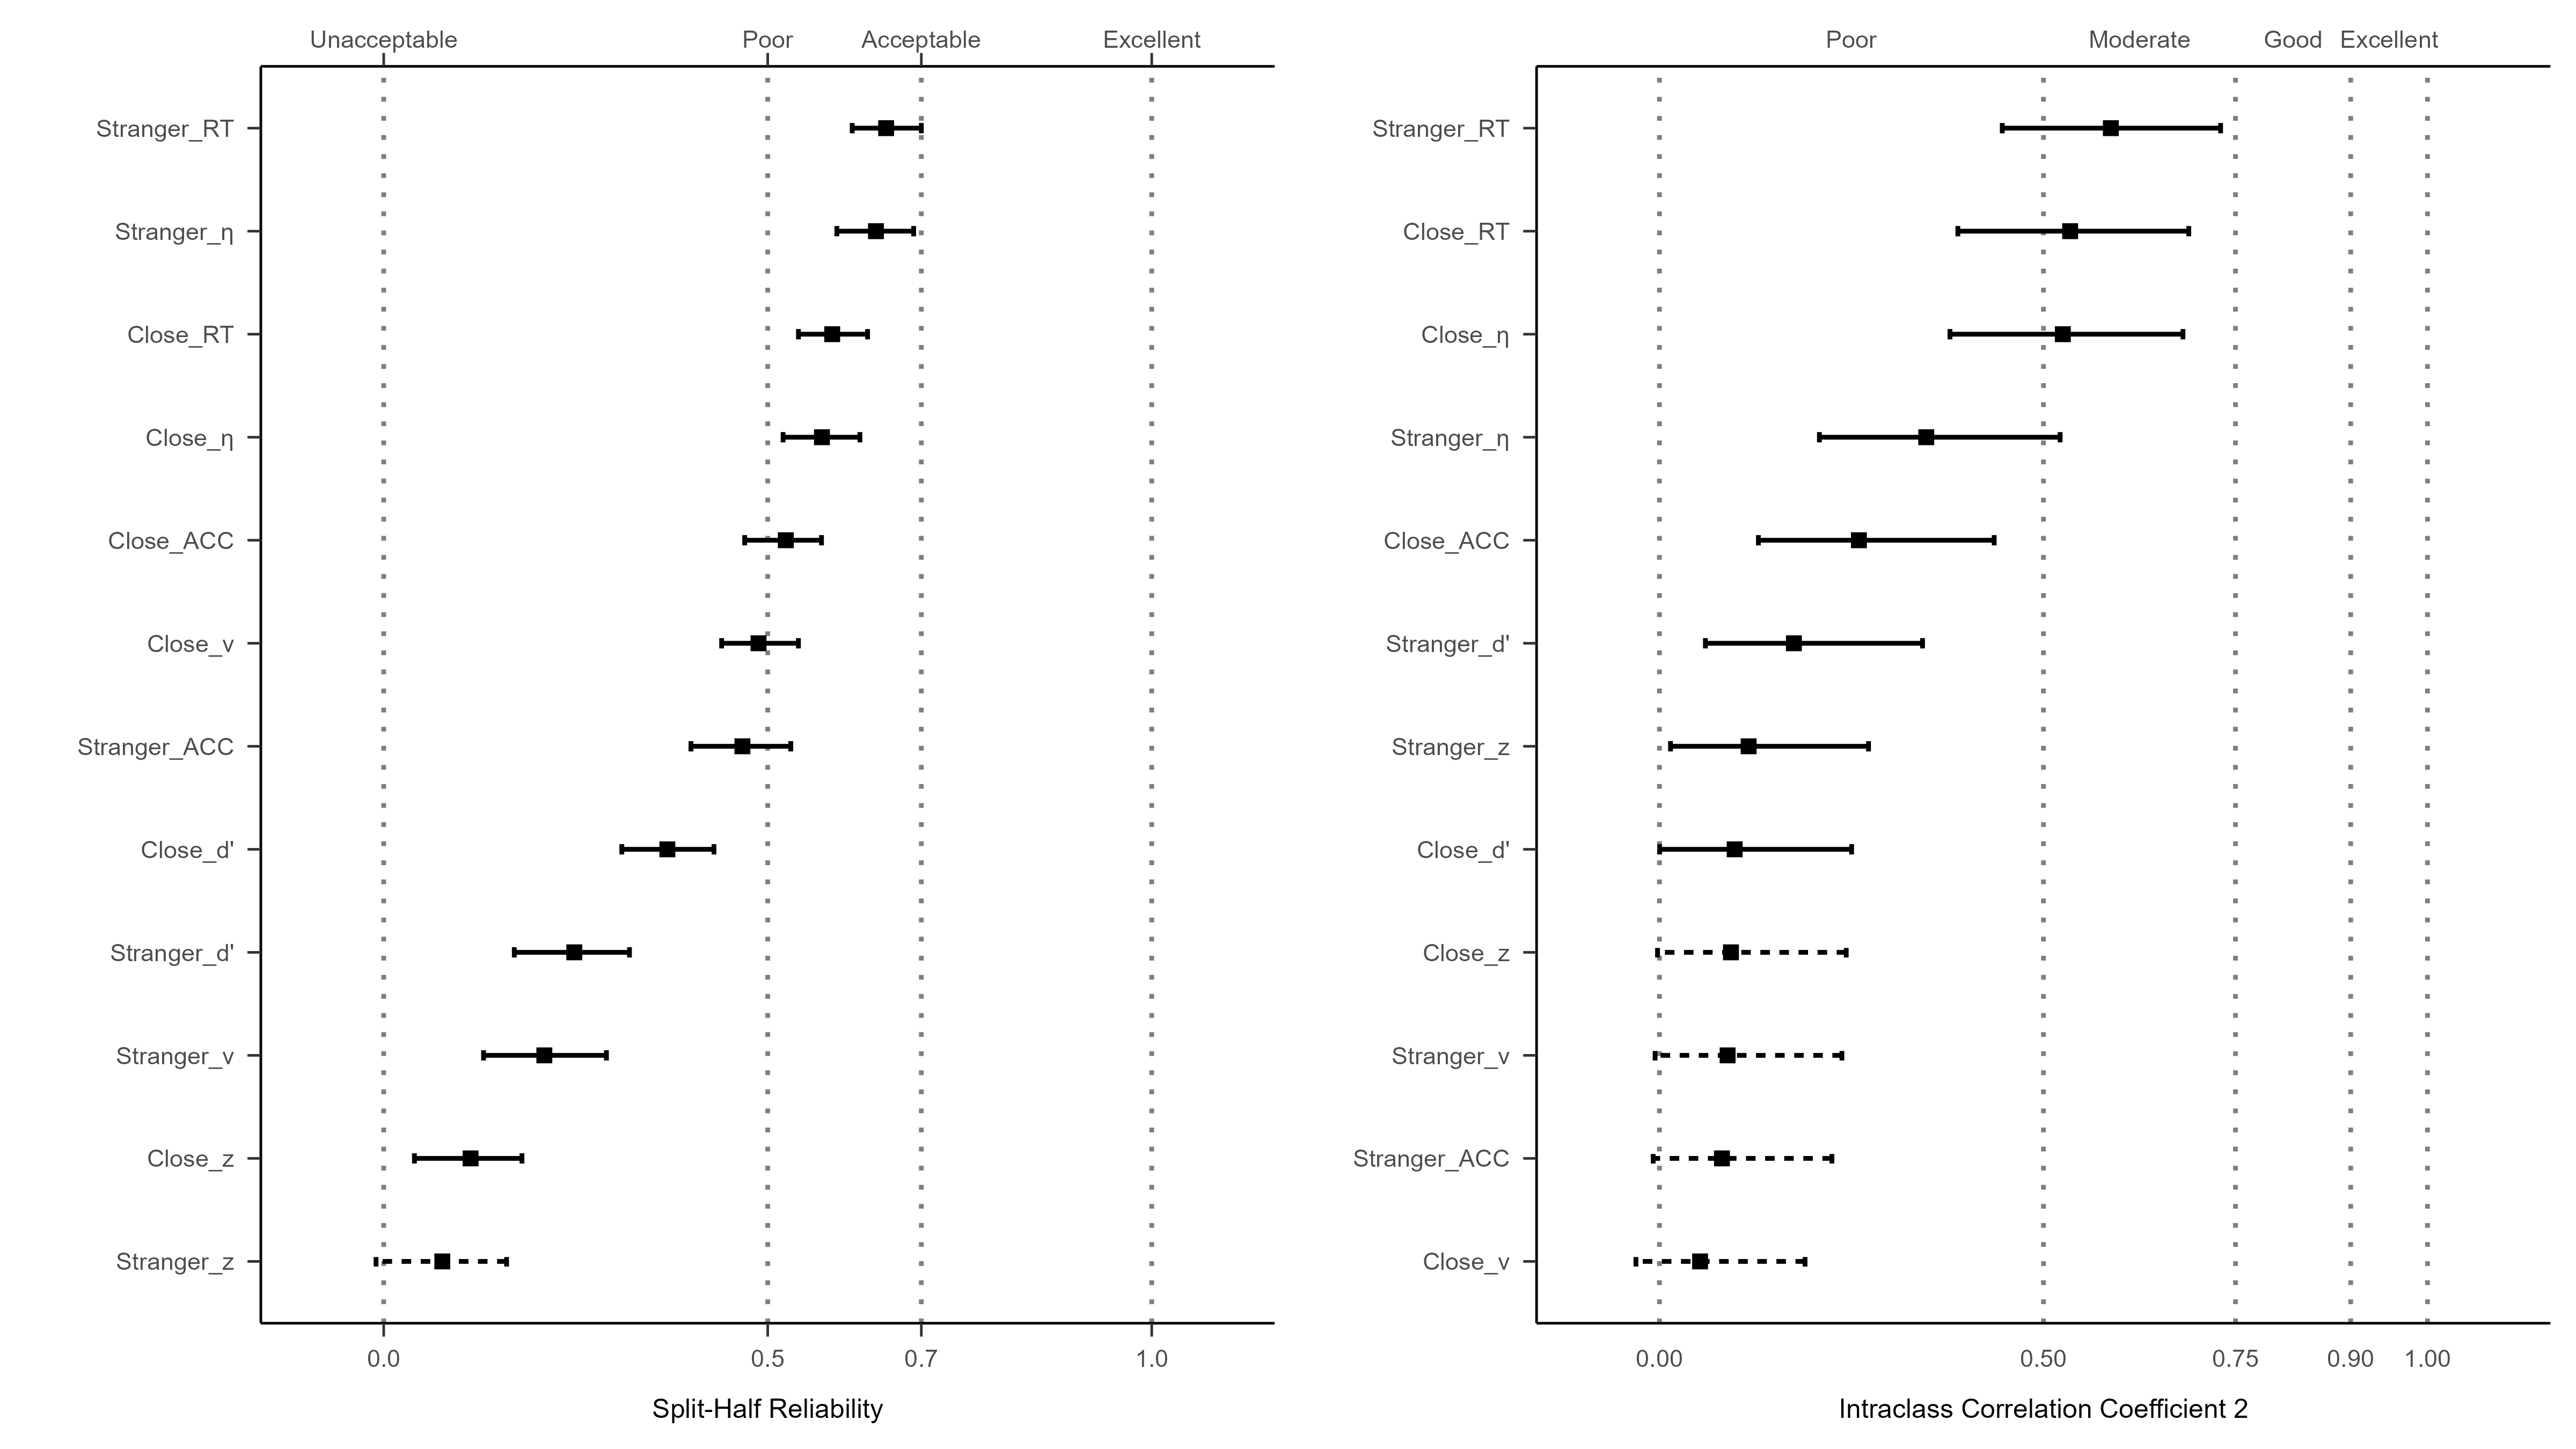 Unacceptable Poor Acceptable Excellent
Stranger_RT
Stranger_η
Close_RT
Close_η
Close_ACC
Close_v
Stranger_ACC
Close_d'
Stranger_d'
Stranger_v
Close_z
Stranger_z
0.0 0.5 0.7 1.0
Split-Half Reliability
Poor Moderate Good Excellent
Stranger_RT
Close_RT
Close_η
Stranger_η
Close_ACC
Stranger_d'
Stranger_z
Close_d'
Close_z
Stranger_v
Stranger_ACC
Close_v
0.00 0.50 0.75 0.90 1.00
Intraclass Correlation Coefficient 2